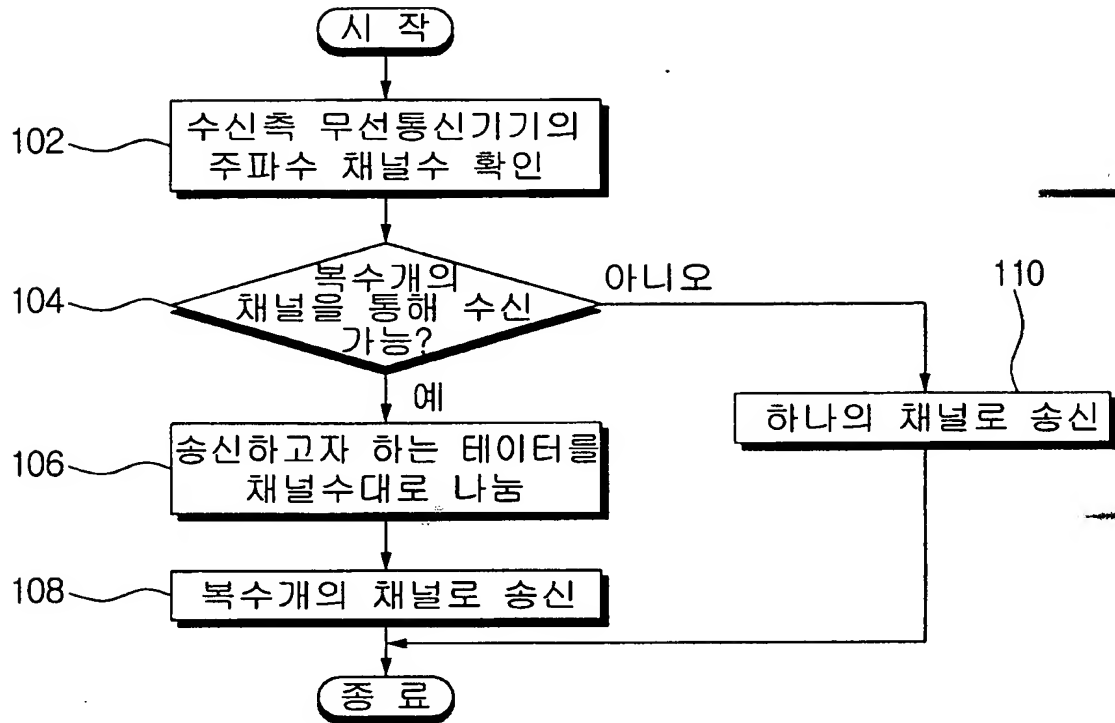 시 작
102
수신측 무선통신기기의
주파수 채널수 확인
104
복수개의
채널을 통해 수신
가능?
아니오
110
예
하나의 채널로 송신
106
송신하고자 하는 테이터를
채널수대로 나눔
108
복수개의 채널로 송신
종 료